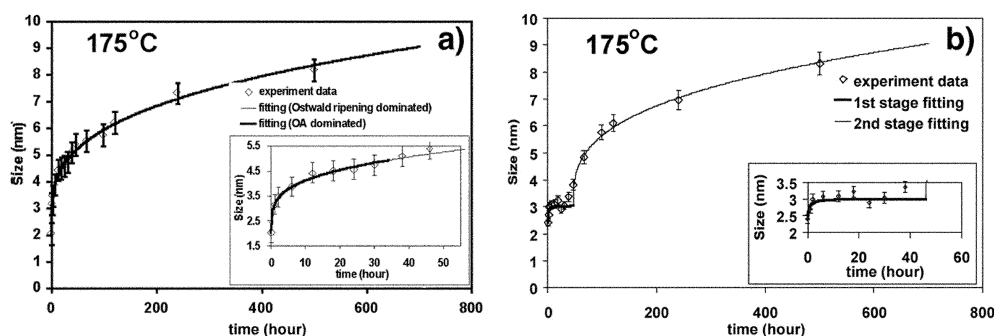 175°C
a)
Size (nm)
10
9
8
7
6
5
4
3
2
1
0
0 200 400 600 800
time (hour)
experiment data
fitting (Ostwald ripening dominated)
fitting (OA dominated)
Size (nm)
5.5
4.5
3.5
2.5
1.5
0 10 20 30 40 50
time (hour)
175°C
b)
Size (nm)
10
9
8
7
6
5
4
3
2
1
0
0 200 400 600 800
time (hour)
experiment data
1st stage fitting
2nd stage fitting
Size (nm)
3.5
3
2.5
2
0 20 40 60
time (hour)